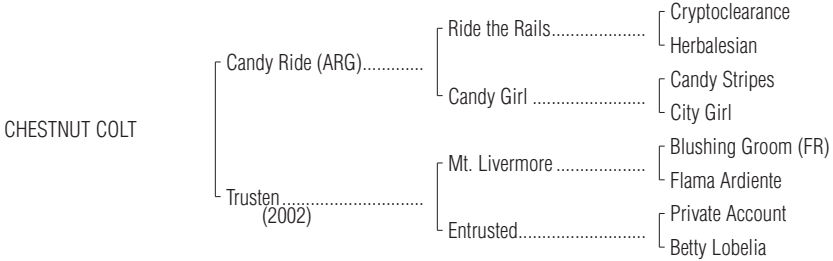 Cryptoclearance
Ride the Rails....................
Herbalesian
Candy Ride (ARG).............
Candy Stripes
Candy Girl ........................
City Girl
CHESTNUT COLT
Blushing Groom (FR)
Mt. Livermore ...................
Flama Ardiente
Trusten..............................
(2002)
Private Account
Entrusted...........................
Betty Lobelia